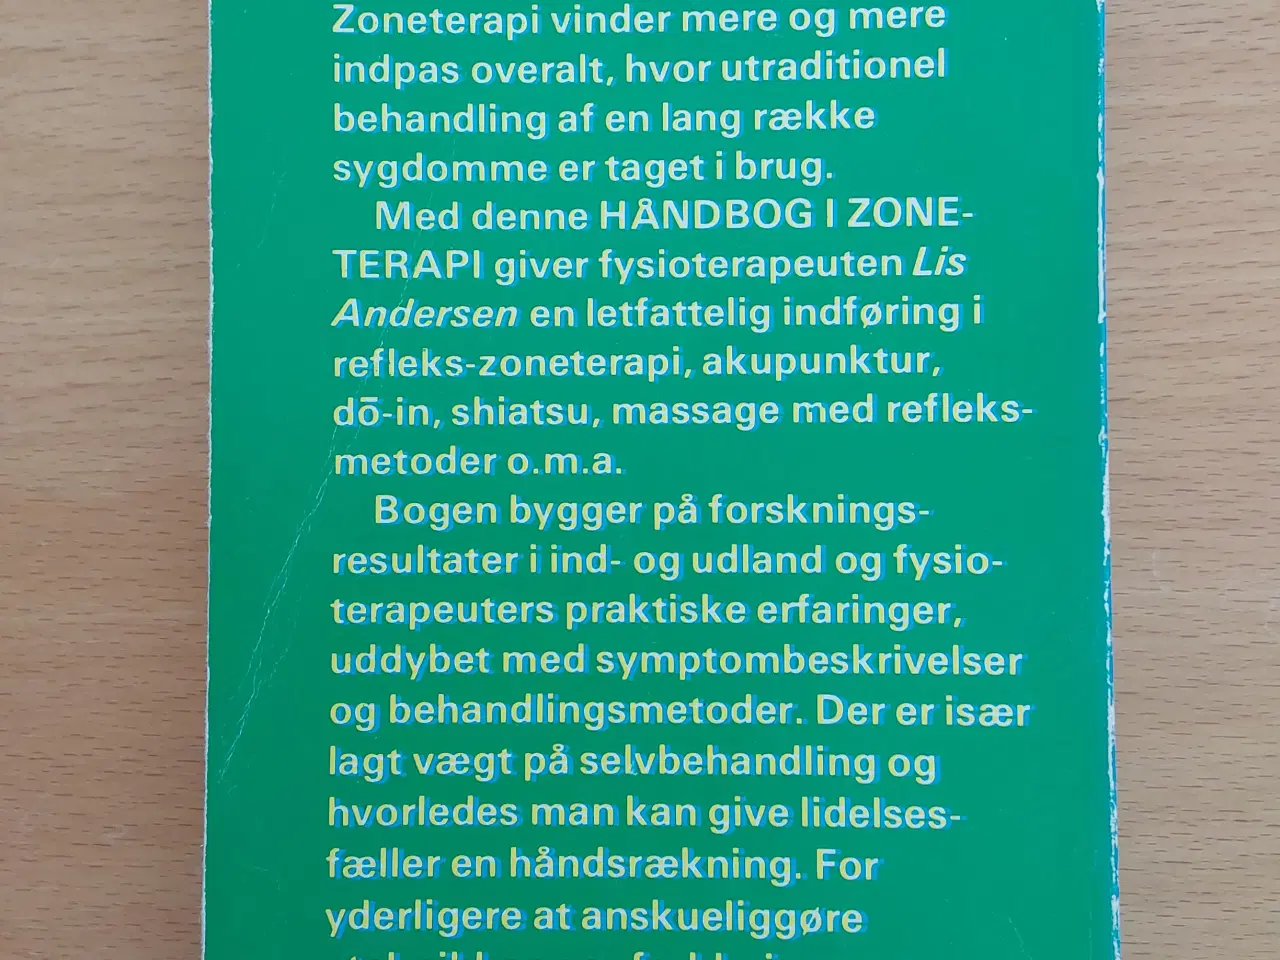 Zoneterapi vinder mere og mere
indpas overalt, hvor utraditionel
behandling af en lang række
sygdomme er taget i brug.
Med denne HÅNDBOG I ZONE-
TERAPI giver fysioterapeuten Lis
Andersen en letfattelig indføring i
refleks-zoneterapi, akupunktur,
dō-in, shiatsu, massage med refleks-
metoder o.m.a.
Bogen bygger på forsknings-
resultater i ind- og udland og fysio-
terapeuters praktiske erfaringer,
uddybet med symptombeskrivelser
og behandlingsmetoder. Der er især
lagt vægt på selvbehandling og
hvorledes man kan give lidelses-
fæller en håndsrækning. For
yderligere at anskueliggøre